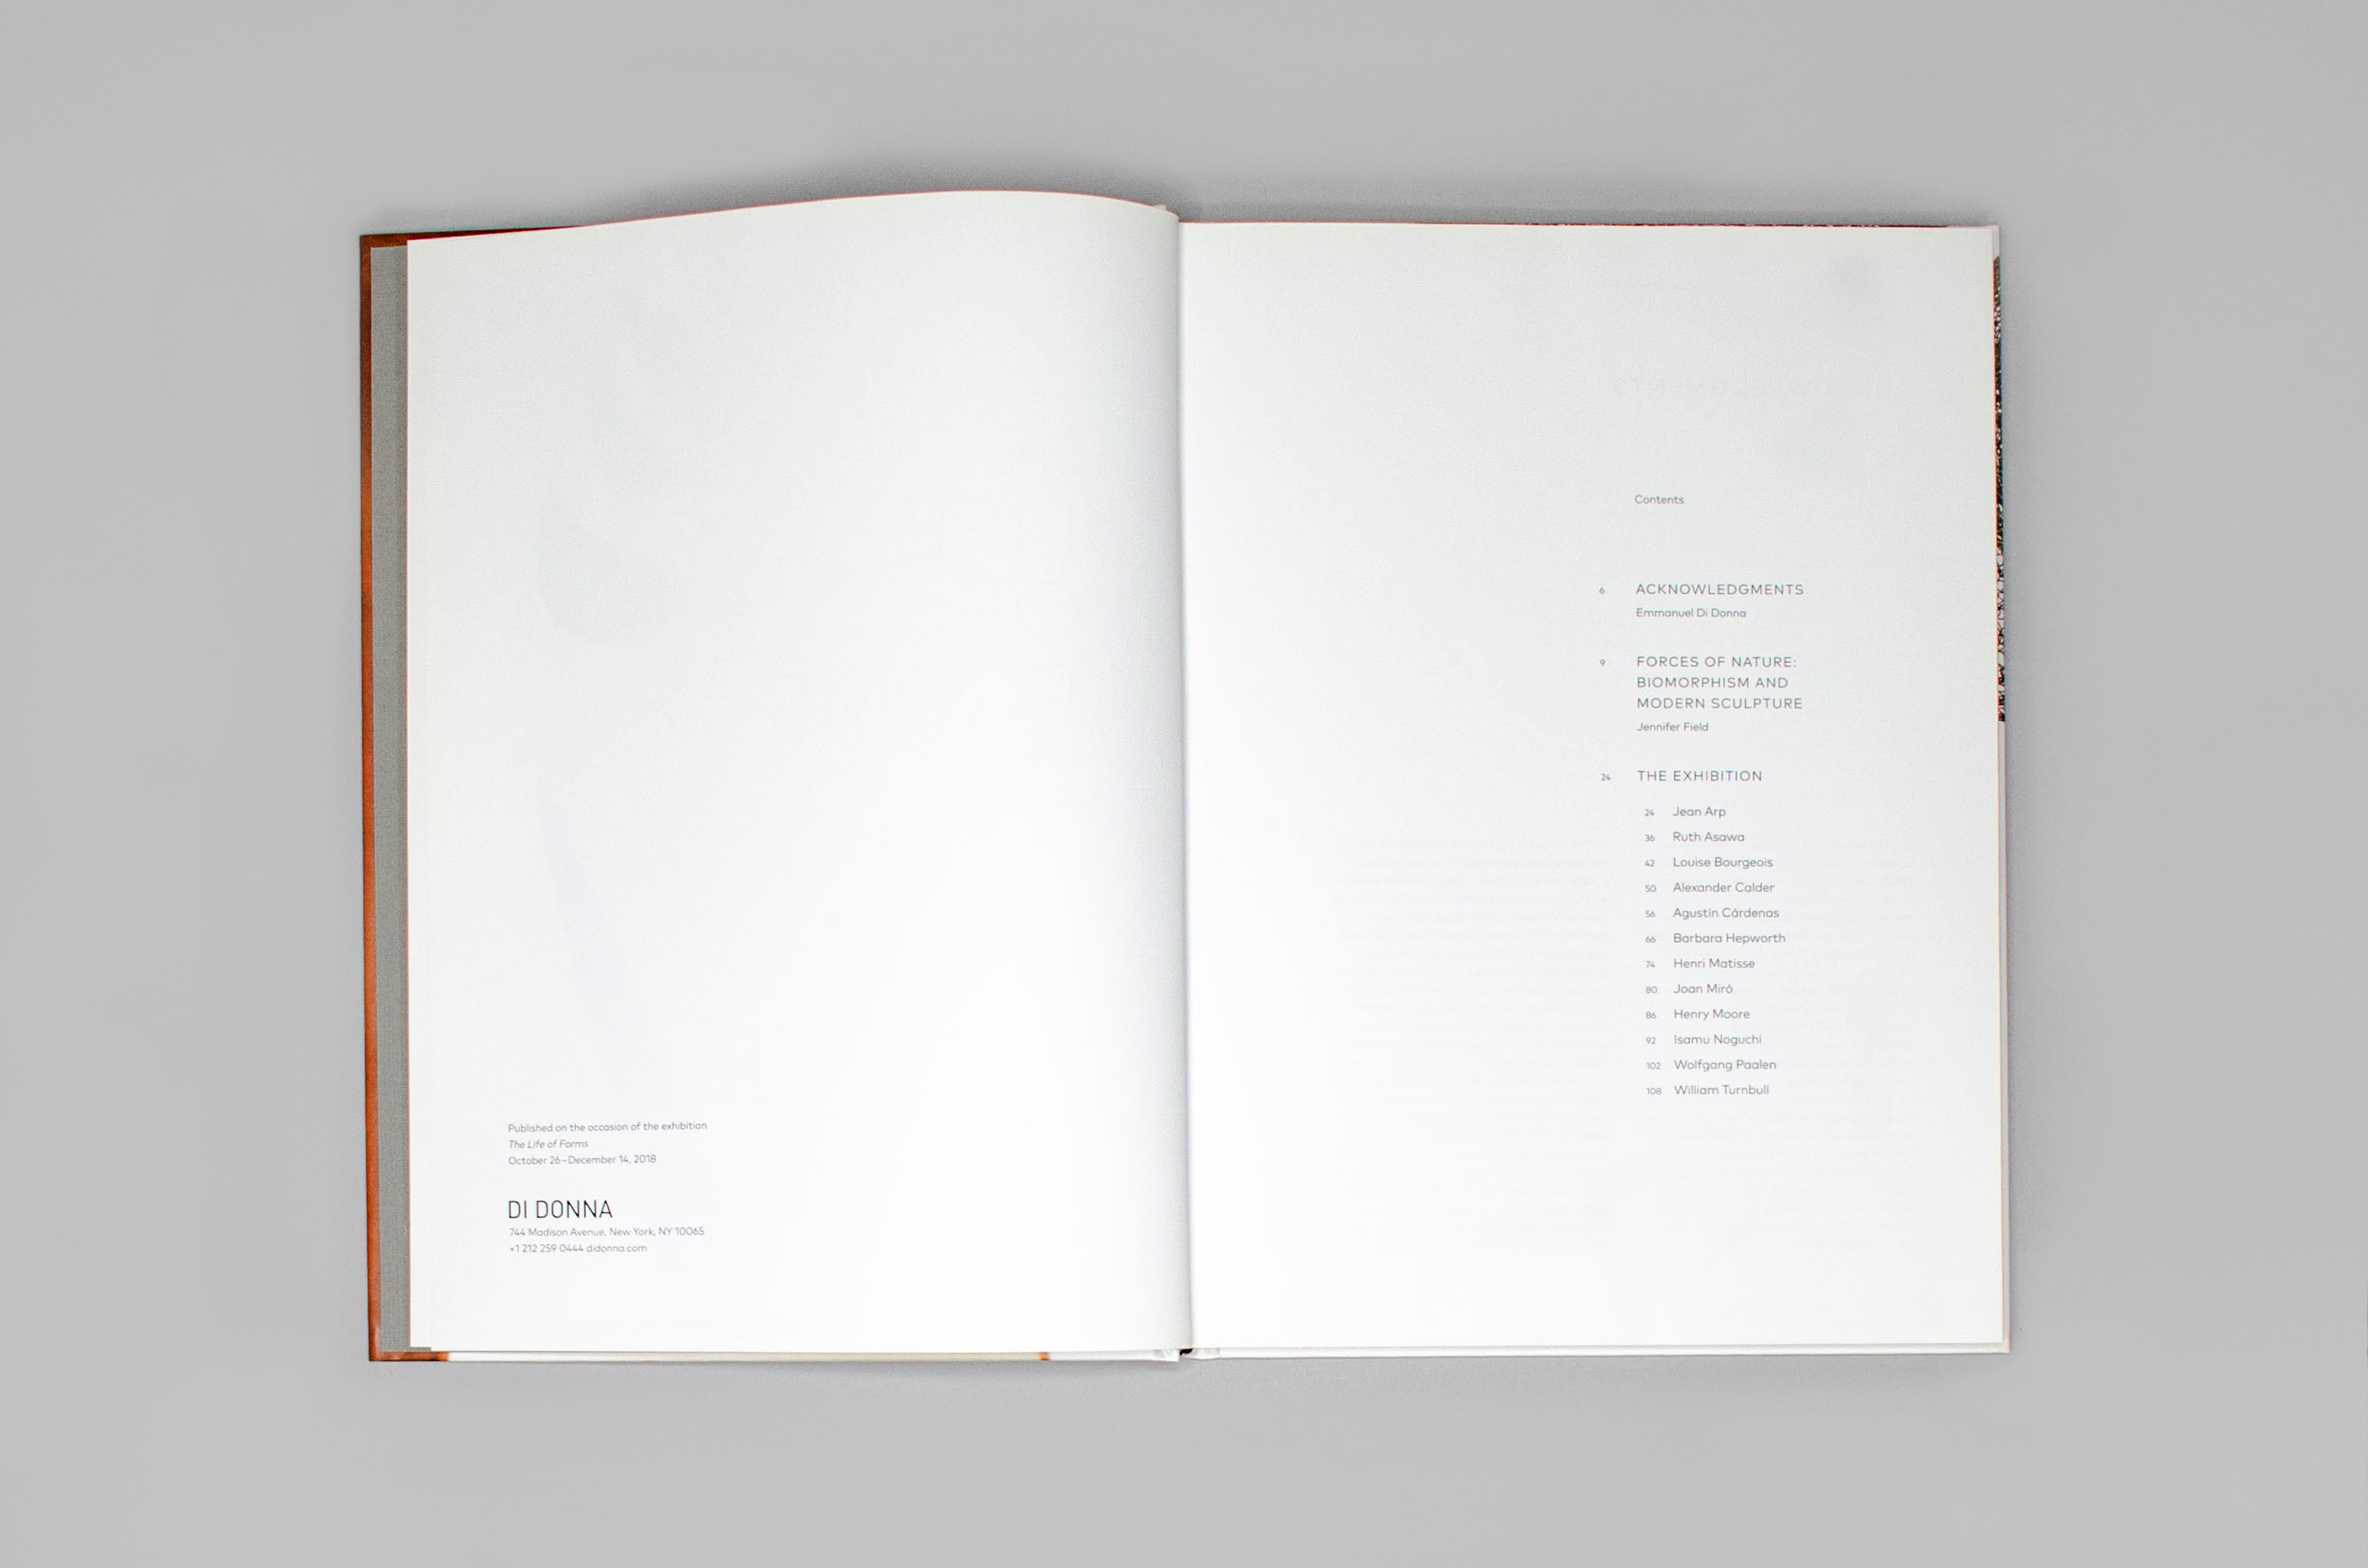 Published on the occasion of the exhibition
The Life of Forms
October 26–December 14, 2018
DI DONNA
744 Madison Avenue, New York, NY 10065
+1 212 259 0444 didonna.com
Contents
6 ACKNOWLEDGMENTS
Emmanuel Di Donna
9 FORCES OF NATURE:
BIOMORPHISM AND
MODERN SCULPTURE
Jennifer Field
24 THE EXHIBITION
24 Jean Arp
36 Ruth Asawa
42 Louise Bourgeois
50 Alexander Calder
56 Agustín Cárdenas
66 Barbara Hepworth
74 Henri Matisse
80 Joan Miró
86 Henry Moore
92 Isamu Noguchi
102 Wolfgang Paalen
108 William Turnbull